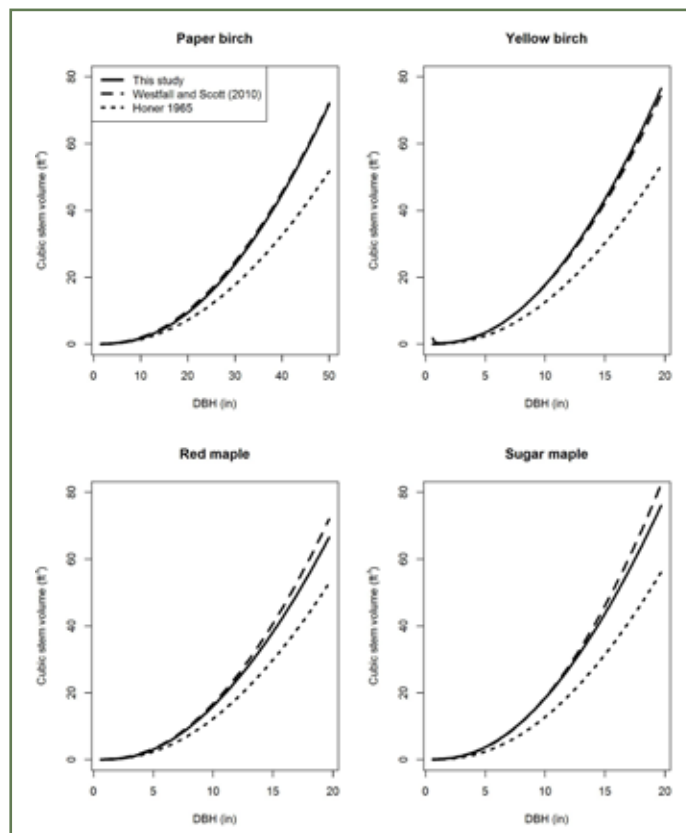 Paper birch
This study
Westfall and Scott (2010)
Honer 1965
Cubic stem volume (ft³)
0 20 40 60 80
0 10 20 30 40 50
DBH (in)
Yellow birch
Cubic stem volume (ft³)
0 20 40 60 80
0 5 10 15 20
DBH (in)
Red maple
Cubic stem volume (ft³)
0 20 40 60 80
0 5 10 15 20
DBH (in)
Sugar maple
Cubic stem volume (ft³)
0 20 40 60 80
0 5 10 15 20
DBH (in)